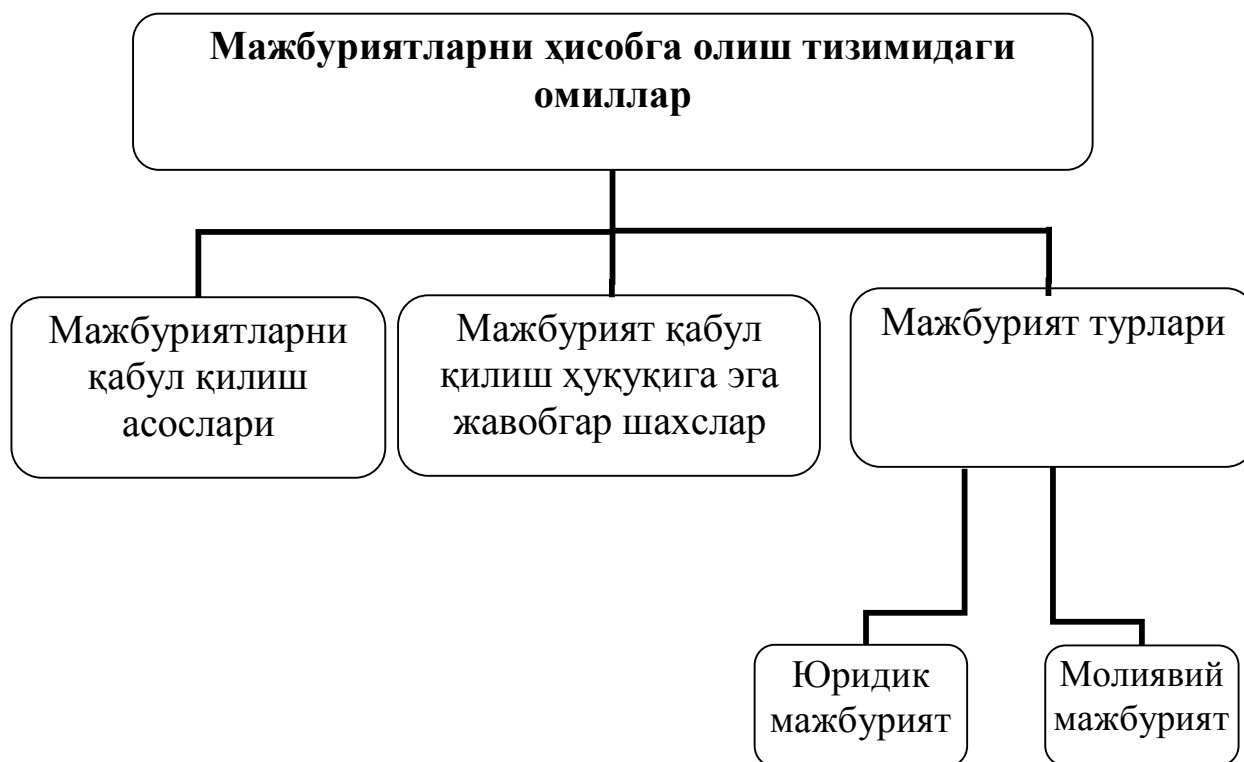 Мажбуриятларни ҳисобга олиш тизимидаги
омиллар
Мажбуриятларни
қабул қилиш
асослари
Мажбурият қабул
қилиш ҳуқуқига эга
жавобгар шахслар
Мажбурият турлари
Юридик
мажбурият
Молиявий
мажбурият